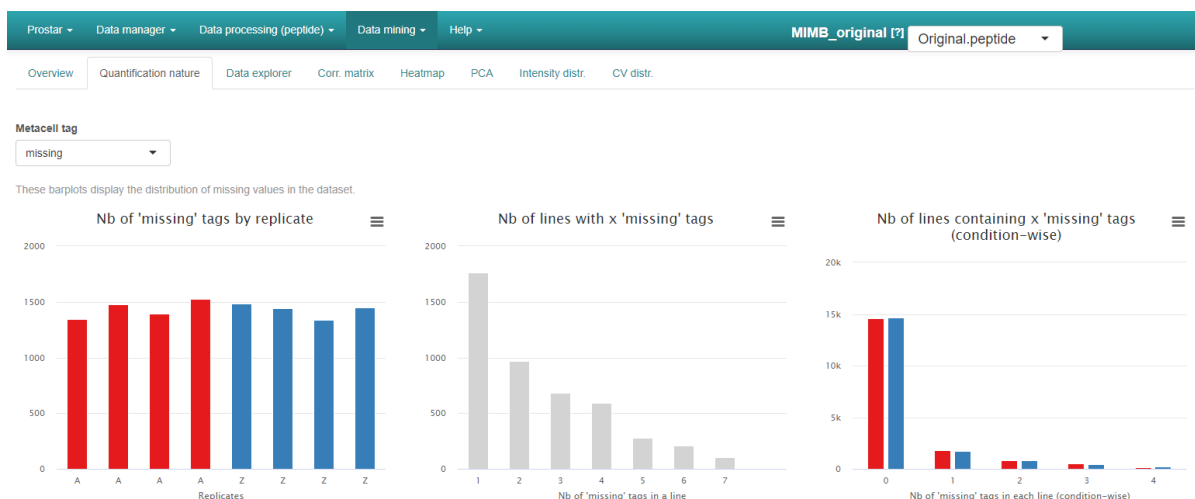 Prostar Data manager Data processing (peptide) Data mining Help MIMB_original [?] Original.peptide
Overview Quantification nature Data explorer Corr. matrix Heatmap PCA Intensity distr. CV distr.
Metacell tag
missing
These barplots display the distribution of missing values in the dataset.
Nb of 'missing' tags by replicate
2000
1500
1000
500
0
A A A A Z Z Z Z
Replicates
Nb of lines with x 'missing' tags
2000
1500
1000
500
0
1 2 3 4 5 6 7
Nb of 'missing' tags in a line
Nb of lines containing x 'missing' tags
(condition-wise)
20k
15k
10k
5k
0
0 1 2 3 4
Nb of 'missing' tags in each line (condition-wise)